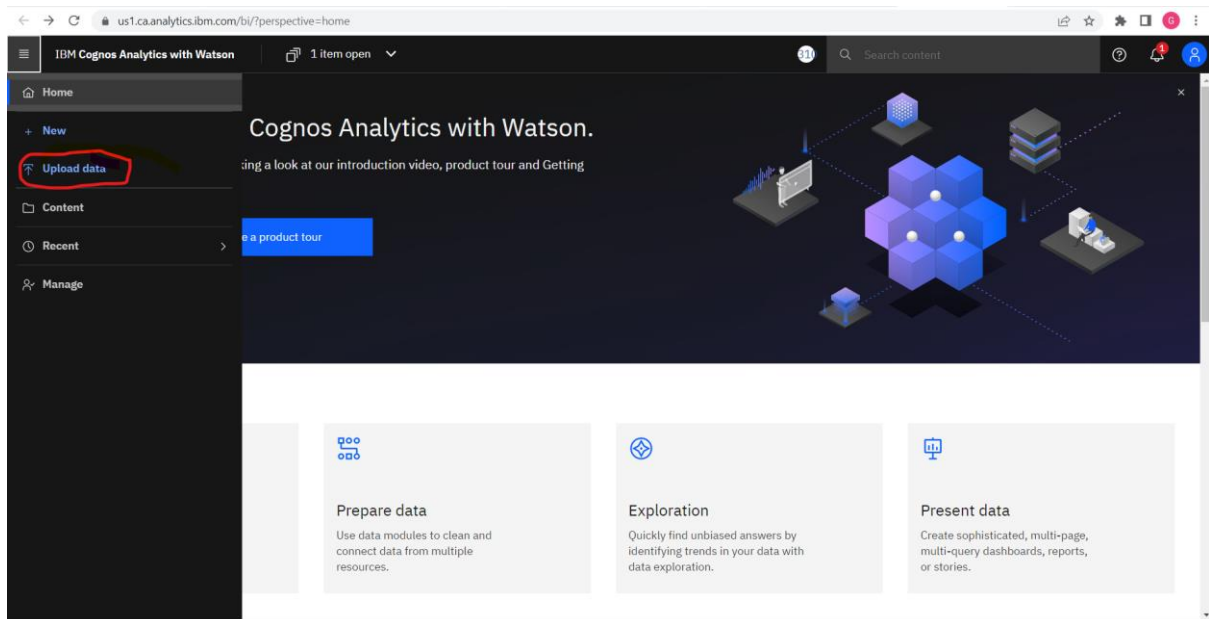 us1.ca.analytics.ibm.com/bi/?perspective=home
G
IBM Cognos Analytics with Watson
1 item open
Search content
1
Home
New
Upload data
Content
Recent
Manage
Cognos Analytics with Watson.
king a look at our introduction video, product tour and Getting
e a product tour
Prepare data
Use data modules to clean and
connect data from multiple
resources.
Exploration
Quickly find unbiased answers by
identifying trends in your data with
data exploration.
Present data
Create sophisticated, multi-page,
multi-query dashboards, reports,
or stories.